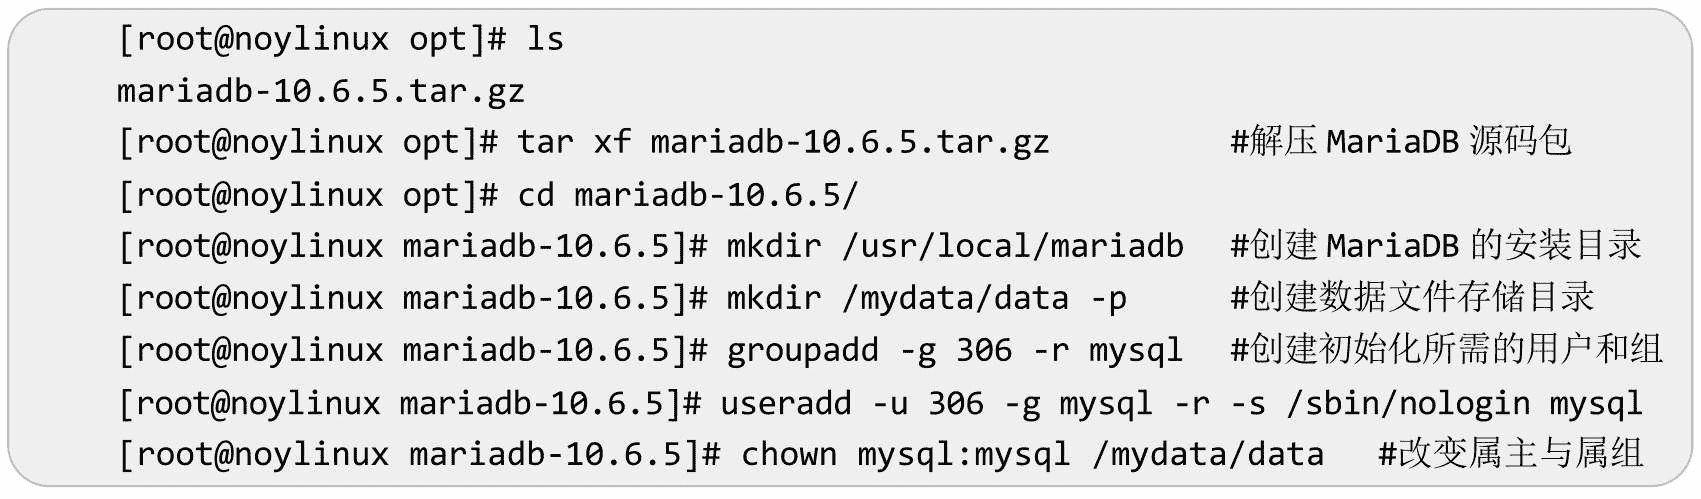 [root@noylinux opt]# ls
mariadb-10.6.5.tar.gz
[root@noylinux opt]# tar xf mariadb-10.6.5.tar.gz #解压 MariaDB 源码包
[root@noylinux opt]# cd mariadb-10.6.5/
[root@noylinux mariadb-10.6.5]# mkdir /usr/local/mariadb #创建 MariaDB 的安装目录
[root@noylinux mariadb-10.6.5]# mkdir /mydata/data -p #创建数据文件存储目录
[root@noylinux mariadb-10.6.5]# groupadd -g 306 -r mysql #创建初始化所需的用户和组
[root@noylinux mariadb-10.6.5]# useradd -u 306 -g mysql -r -s /sbin/nologin mysql
[root@noylinux mariadb-10.6.5]# chown mysql:mysql /mydata/data #改变属主与属组